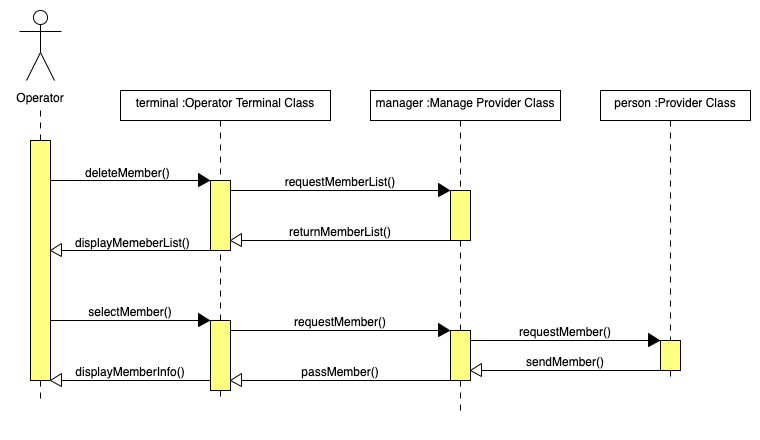 Operator
terminal :Operator Terminal Class
manager :Manage Provider Class
person :Provider Class
deleteMember()
requestMemberList()
returnMemberList()
displayMemeberList()
selectMember()
requestMember()
requestMember()
sendMember()
passMember()
displayMemberInfo()